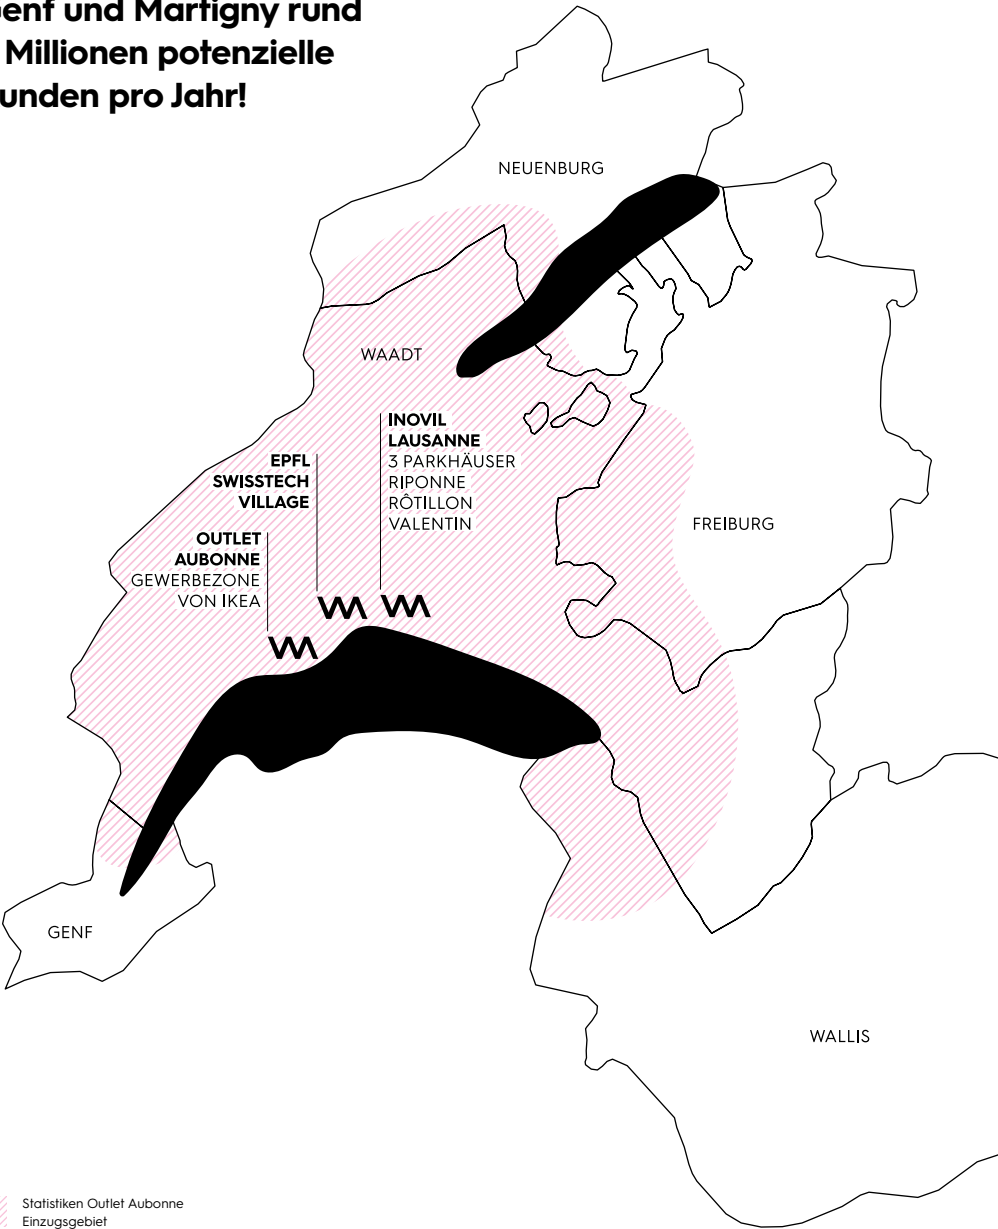 enf und Martigny rund
Millionen potenzielle
unden pro Jahr!
NEUENBURG
WAADT
INOVIL
LAUSANNE
3 PARKHÄUSER
RIPONNE
RÔTILLON
VALENTIN
EPFL
SWISSTECH
VILLAGE
OUTLET
AUBONNE
GEWERBEZONE
VON IKEA
FREIBURG
GENF
WALLIS
Statistiken Outlet Aubonne
Einzugsgebiet